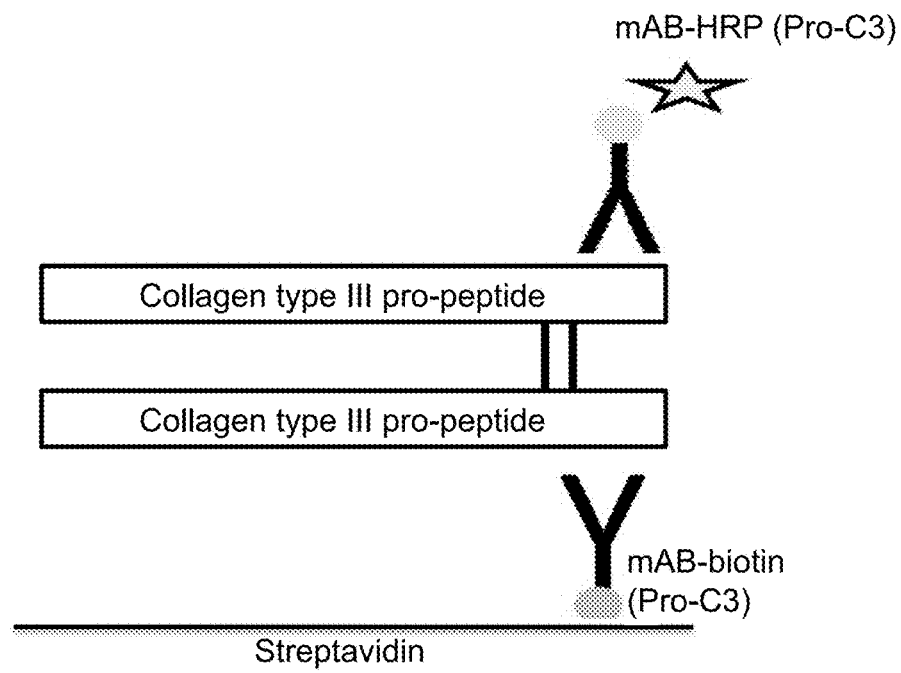 mAB-HRP (Pro-C3)
Collagen type III pro-peptide
Collagen type III pro-peptide
mAB-biotin
(Pro-C3)
Streptavidin